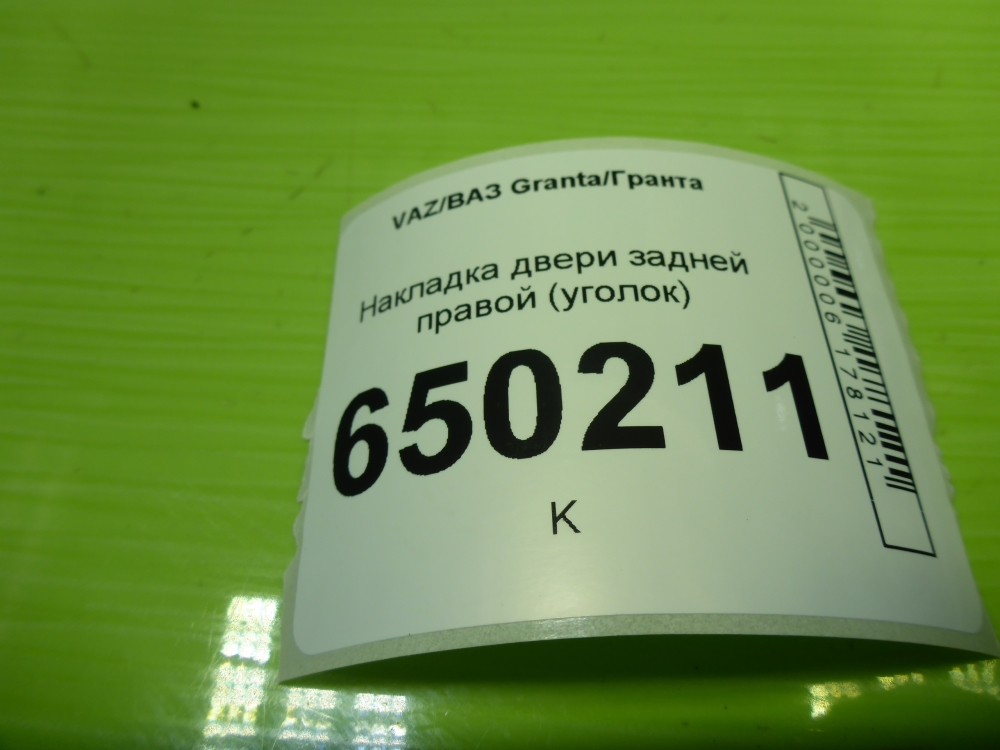 VAZ/ВАЗ Granta/Гранта
Накладка двери задней
правой (уголок)
650211
К
2000006178121